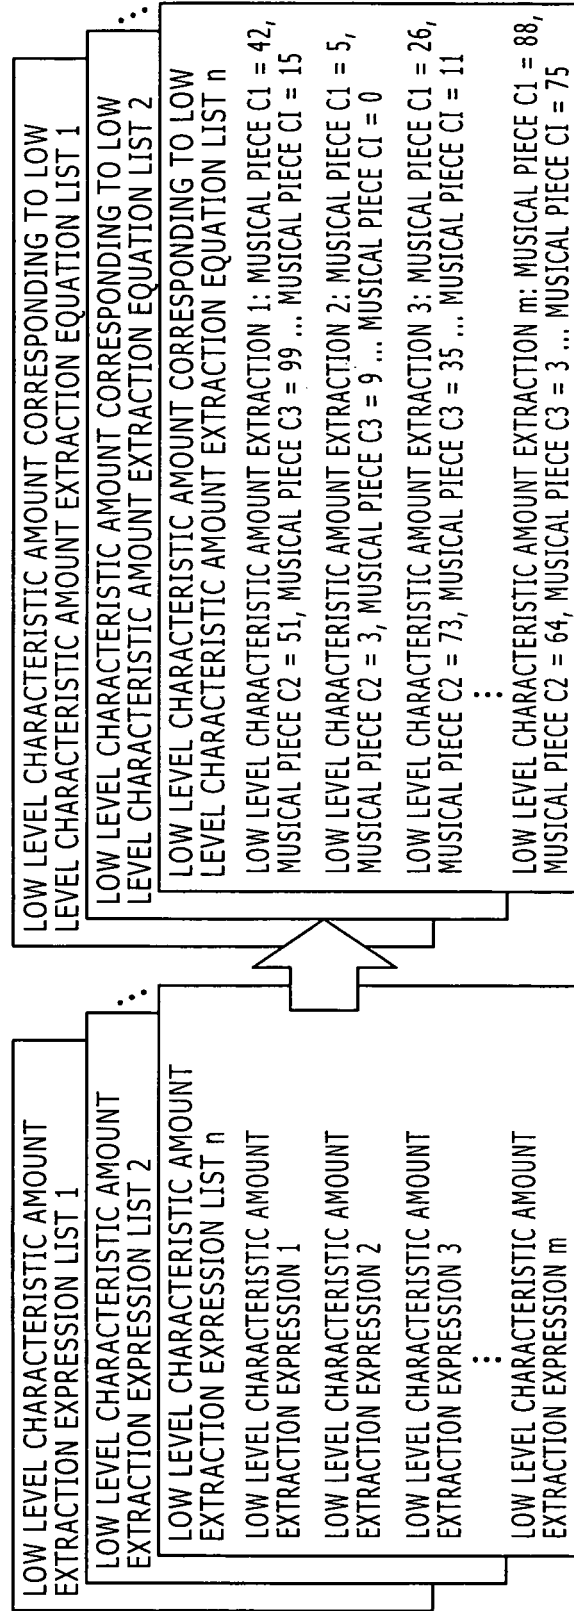 LOW LEVEL CHARACTERISTIC AMOUNT
EXTRACTION EXPRESSION LIST 1
LOW LEVEL CHARACTERISTIC AMOUNT
EXTRACTION EXPRESSION LIST 2
...
LOW LEVEL CHARACTERISTIC AMOUNT
EXTRACTION EXPRESSION LIST n
LOW LEVEL CHARACTERISTIC AMOUNT
EXTRACTION EXPRESSION 1
LOW LEVEL CHARACTERISTIC AMOUNT
EXTRACTION EXPRESSION 2
LOW LEVEL CHARACTERISTIC AMOUNT
EXTRACTION EXPRESSION 3
...
LOW LEVEL CHARACTERISTIC AMOUNT
EXTRACTION EXPRESSION m
LOW LEVEL CHARACTERISTIC AMOUNT CORRESPONDING TO LOW
LEVEL CHARACTERISTIC AMOUNT EXTRACTION EQUATION LIST 1
LOW LEVEL CHARACTERISTIC AMOUNT CORRESPONDING TO LOW
LEVEL CHARACTERISTIC AMOUNT EXTRACTION EQUATION LIST 2
...
LOW LEVEL CHARACTERISTIC AMOUNT CORRESPONDING TO LOW
LEVEL CHARACTERISTIC AMOUNT EXTRACTION EQUATION LIST n
LOW LEVEL CHARACTERISTIC AMOUNT EXTRACTION 1: MUSICAL PIECE C1 = 42,
MUSICAL PIECE C2 = 51, MUSICAL PIECE C3 = 99 ... MUSICAL PIECE CI = 15
LOW LEVEL CHARACTERISTIC AMOUNT EXTRACTION 2: MUSICAL PIECE C1 = 5,
MUSICAL PIECE C2 = 3, MUSICAL PIECE C3 = 9 ... MUSICAL PIECE CI = 0
LOW LEVEL CHARACTERISTIC AMOUNT EXTRACTION 3: MUSICAL PIECE C1 = 26,
MUSICAL PIECE C2 = 73, MUSICAL PIECE C3 = 35 ... MUSICAL PIECE CI = 11
...
LOW LEVEL CHARACTERISTIC AMOUNT EXTRACTION m: MUSICAL PIECE C1 = 88,
MUSICAL PIECE C2 = 64, MUSICAL PIECE C3 = 3 ... MUSICAL PIECE CI = 75